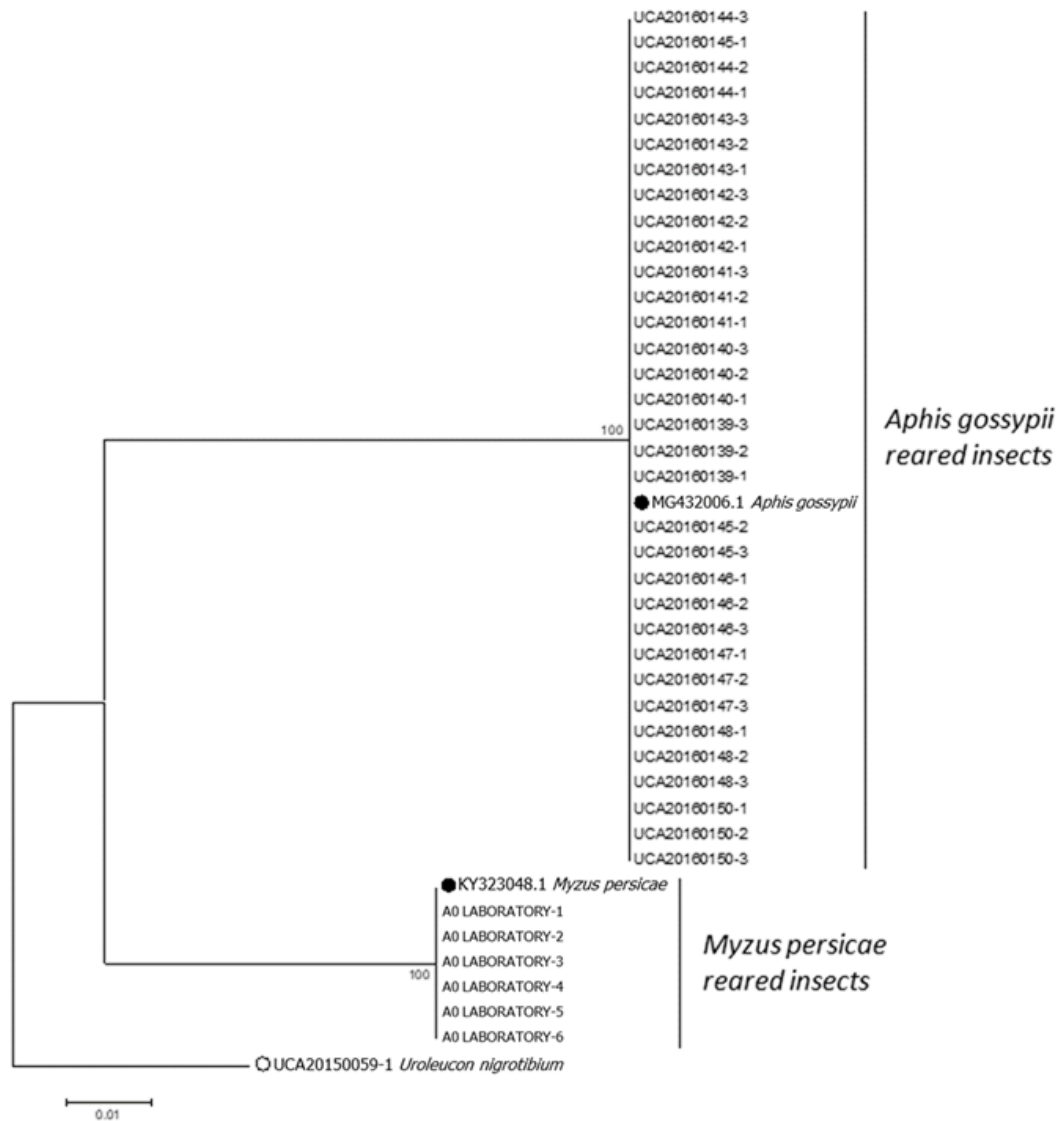 UCA20160144-3
UCA20160145-1
UCA20160144-2
UCA20160144-1
UCA20160143-3
UCA20160143-2
UCA20160143-1
UCA20160142-3
UCA20160142-2
UCA20160142-1
UCA20160141-3
UCA20160141-2
UCA20160141-1
UCA20160140-3
UCA20160140-2
UCA20160140-1
UCA20160139-3
UCA20160139-2
UCA20160139-1
MG432006.1 Aphis gossypii
UCA20160145-2
UCA20160145-3
UCA20160146-1
UCA20160146-2
UCA20160146-3
UCA20160147-1
UCA20160147-2
UCA20160147-3
UCA20160148-1
UCA20160148-2
UCA20160148-3
UCA20160150-1
UCA20160150-2
UCA20160150-3
100
Aphis gossypii
reared insects
KY323048.1 Myzus persicae
A0 LABORATORY-1
A0 LABORATORY-2
A0 LABORATORY-3
A0 LABORATORY-4
A0 LABORATORY-5
A0 LABORATORY-6
100
Myzus persicae
reared insects
UCA20150059-1 Uroleucon nigrotibium
0.01